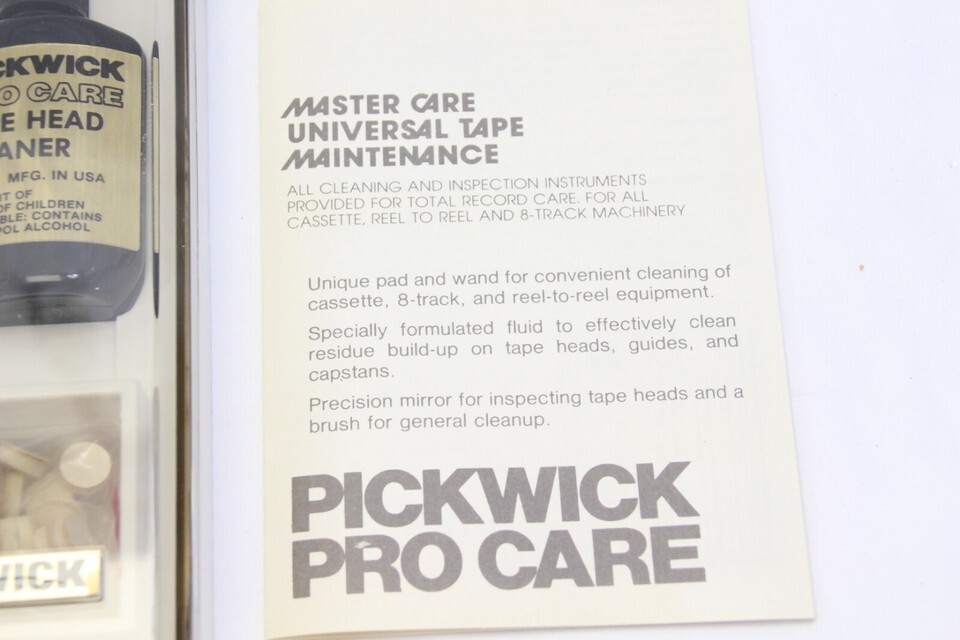 CKWICK
O CARE
E HEAD
ANER
MFG. IN USA
T OF
OF CHILDREN
BLE: CONTAINS
OL ALCOHOL
WICK
MASTER CARE
UNIVERSAL TAPE
MAINTENANCE
ALL CLEANING AND INSPECTION INSTRUMENTS
PROVIDED FOR TOTAL RECORD CARE. FOR ALL
CASSETTE, REEL TO REEL AND 8-TRACK MACHINERY
Unique pad and wand for convenient cleaning of
cassette, 8-track, and reel-to-reel equipment.
Specially formulated fluid to effectively clean
residue build-up on tape heads, guides, and
capstans.
Precision mirror for inspecting tape heads and a
brush for general cleanup.
PICKWICK
PRO CARE